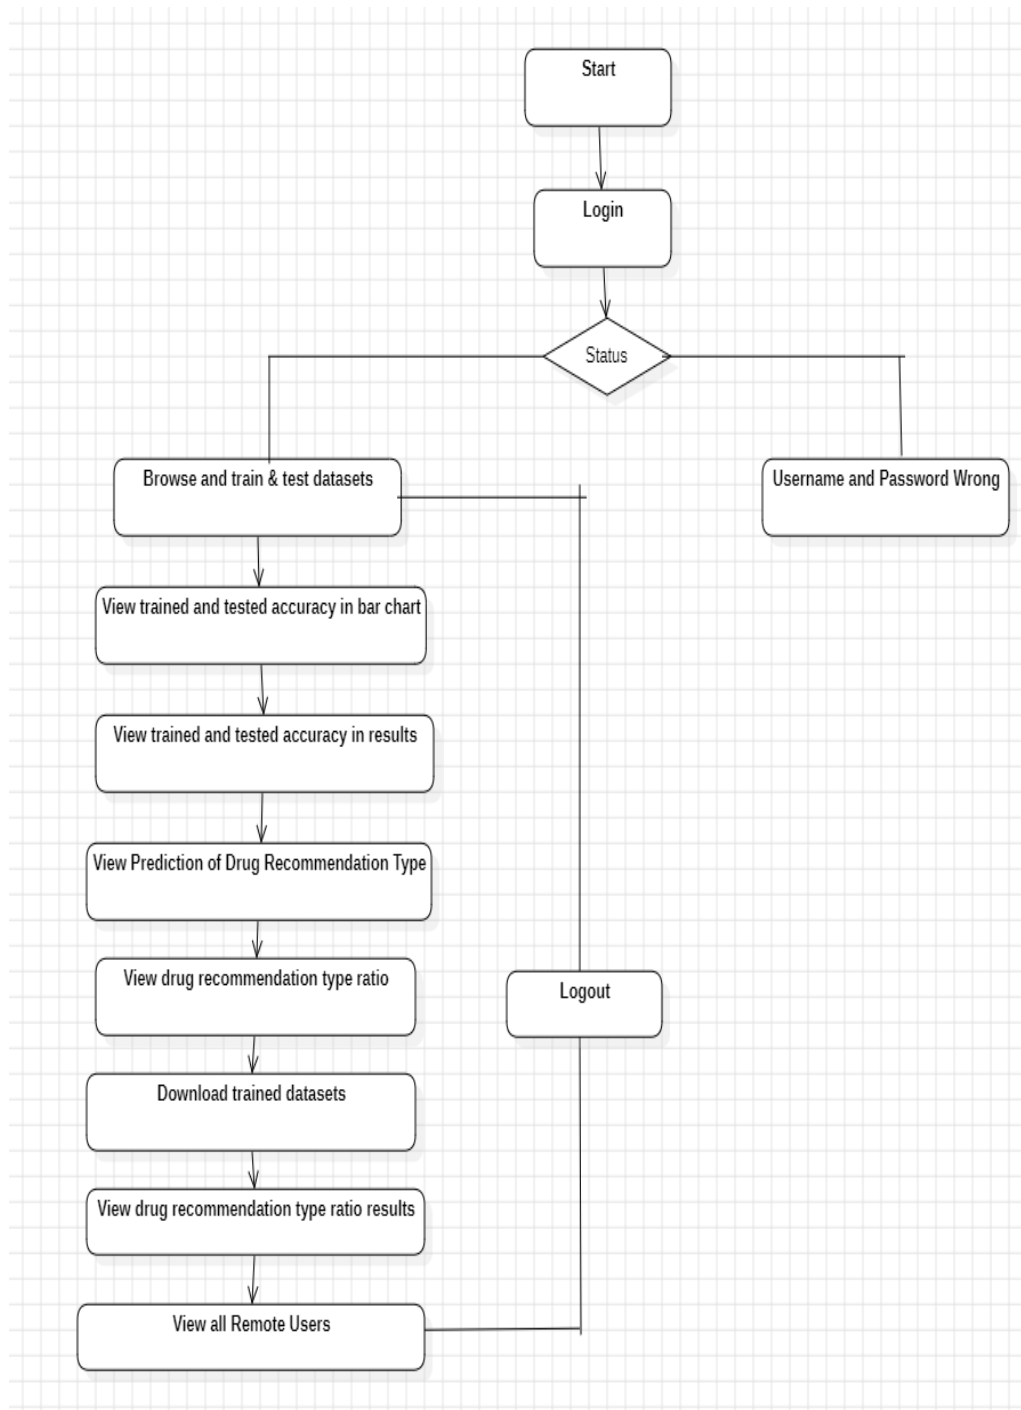 Start
Login
Status
Browse and train & test datasets
Username and Password Wrong
View trained and tested accuracy in bar chart
View trained and tested accuracy in results
View Prediction of Drug Recommendation Type
View drug recommendation type ratio
Logout
Download trained datasets
View drug recommendation type ratio results
View all Remote Users